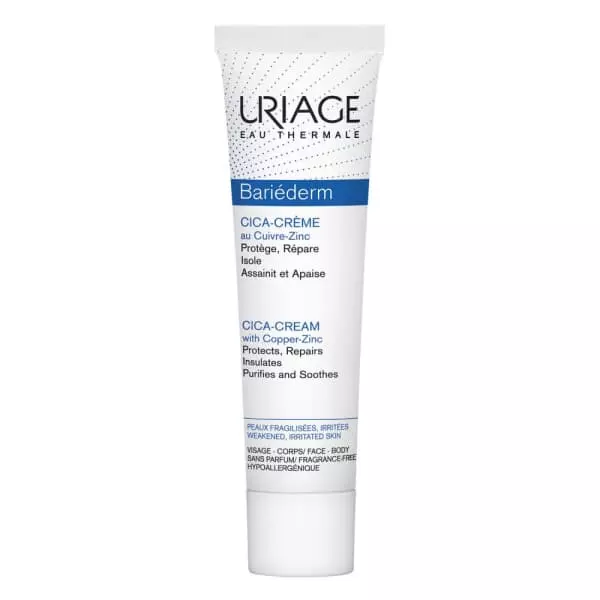 URIAGE
EAU THERMALE
Bariéderm
CICA-CRÈME
au Cuivre-Zinc
Protège, Répare
Isole
Assainit et Apaise
CICA-CREAM
with Copper-Zinc
Protects, Repairs
Insulates
Purifies and Soothes
PEAUX FRAGILISÉES, IRRITÉES
WEAKENED, IRRITATED SKIN
VISAGE - CORPS/ FACE - BODY
SANS PARFUM/ FRAGRANCE-FREE
HYPOALLERGÉNIQUE